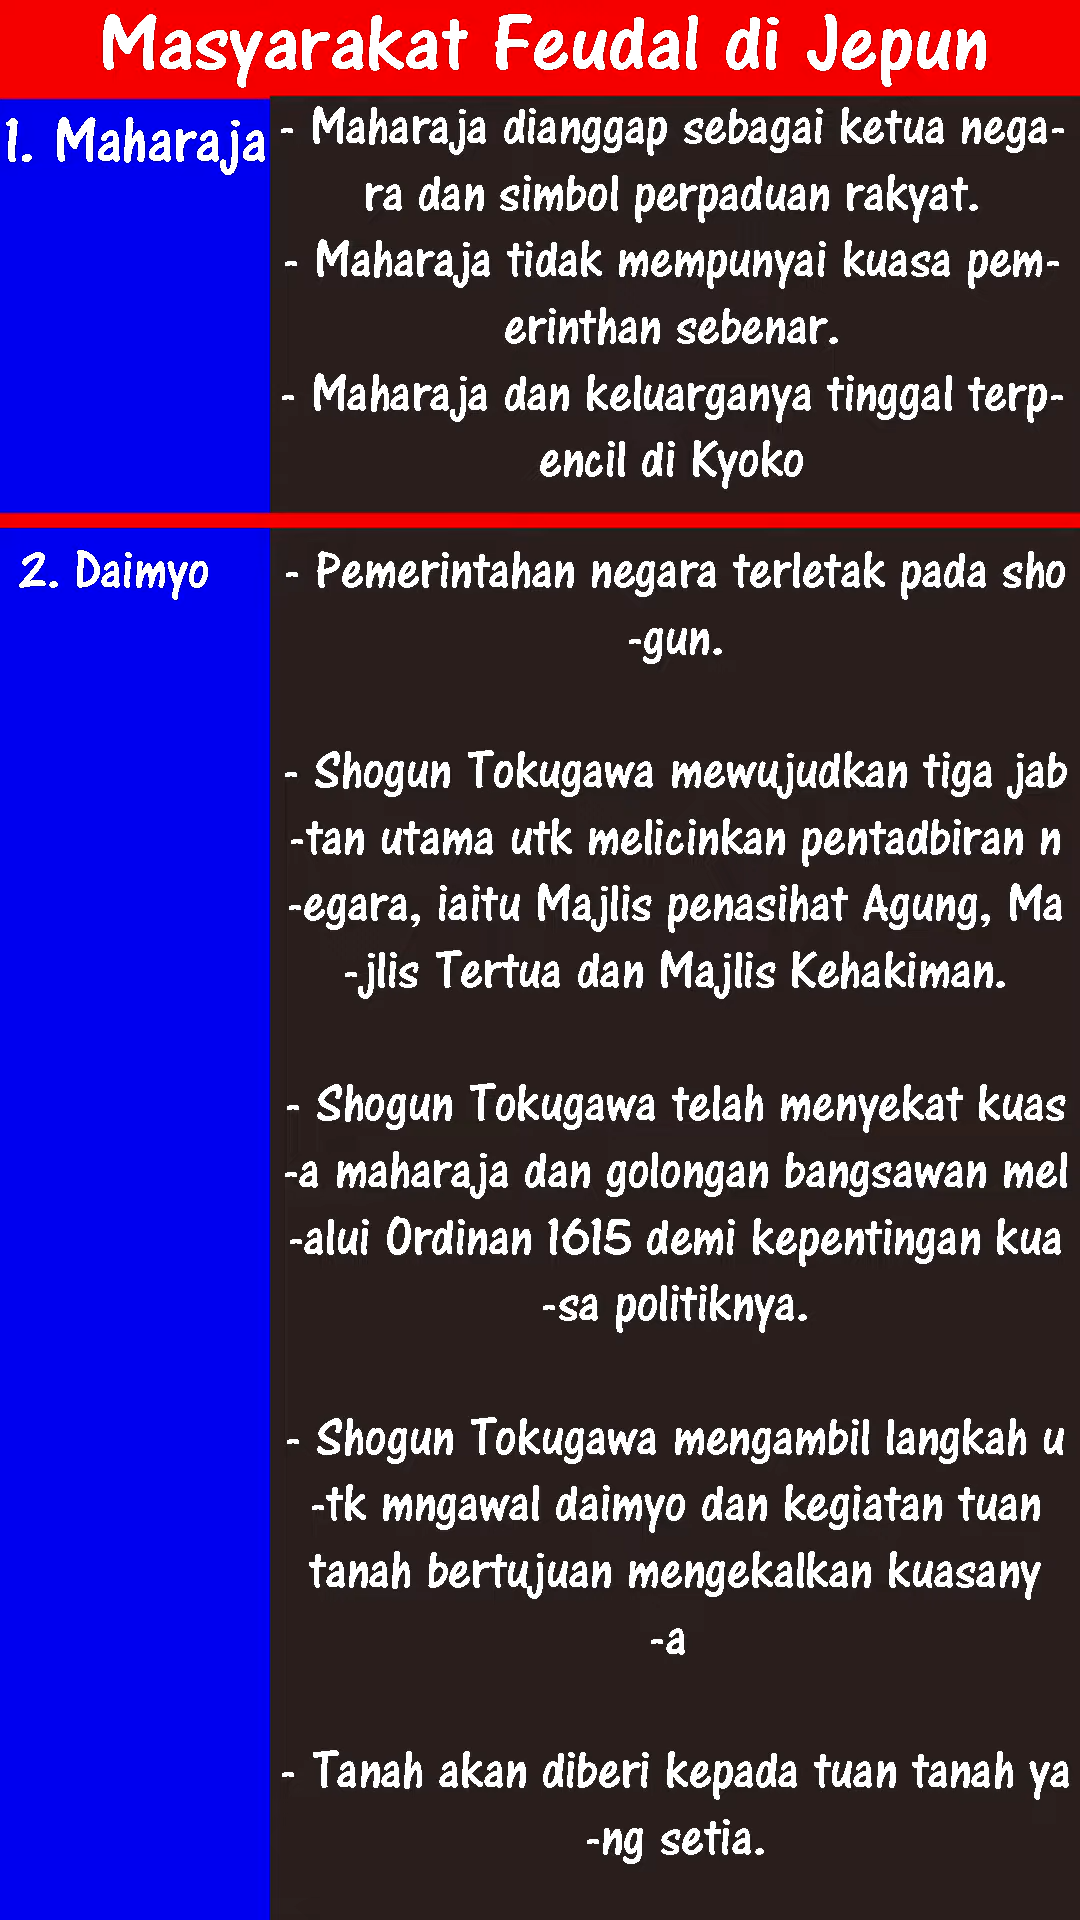 Masyarakat Feudal di Jepun
1. Maharaja
- Maharaja dianggap sebagai ketua nega-
ra dan simbol perpaduan rakyat.
- Maharaja tidak mempunyai kuasa pem-
erinthan sebenar.
- Maharaja dan keluarganya tinggal terp-
encil di Kyoko
2. Daimyo
- Pemerintahan negara terletak pada sho
-gun.
- Shogun Tokugawa mewujudkan tiga jab
-tan utama utk melicinkan pentadbiran n
-egara, iaitu Majlis penasihat Agung, Ma
-jlis Tertua dan Majlis Kehakiman.
- Shogun Tokugawa telah menyekat kuas
-a maharaja dan golongan bangsawan mel
-alui Ordinan 1615 demi kepentingan kua
-sa politiknya.
- Shogun Tokugawa mengambil langkah u
-tk mngawal daimyo dan kegiatan tuan
tanah bertujuan mengekalkan kuasany
-a
- Tanah akan diberi kepada tuan tanah ya
-ng setia.